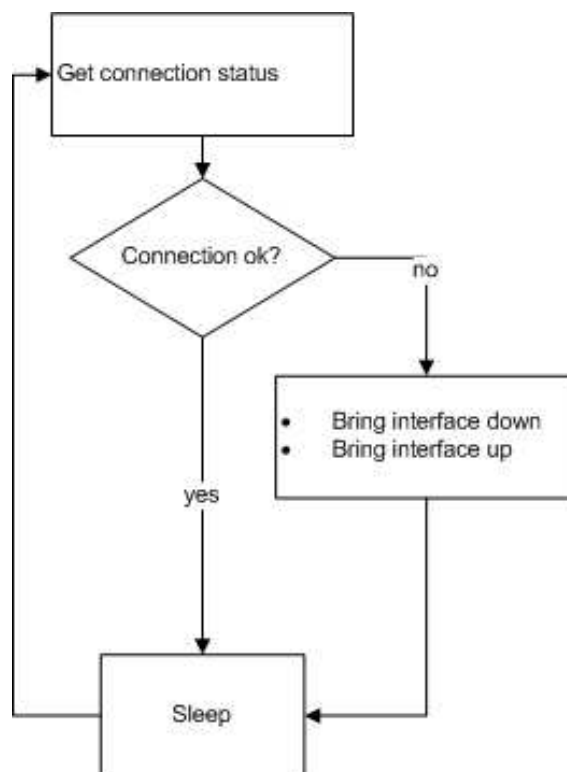 Get connection status
Connection ok?
no
• Bring interface down
• Bring interface up
yes
Sleep